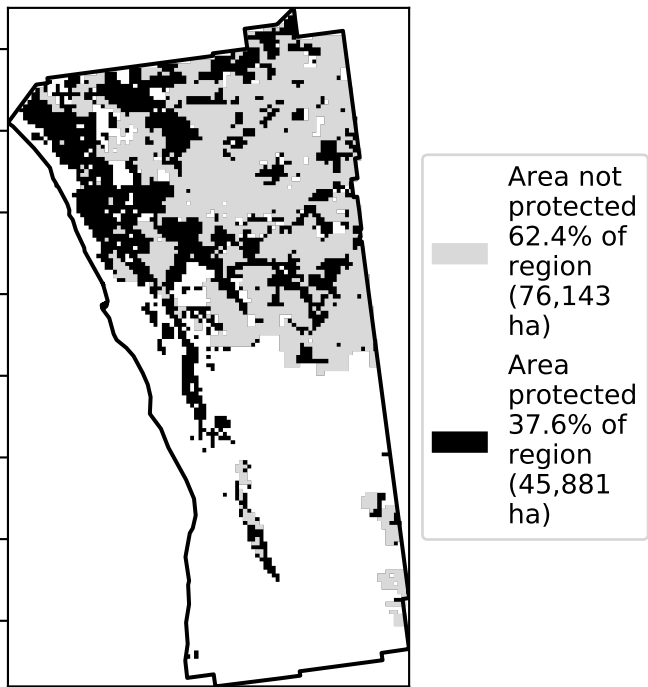 Area not
protected
62.4% of
region
(76,143
ha)
Area
protected
37.6% of
region
(45,881
ha)